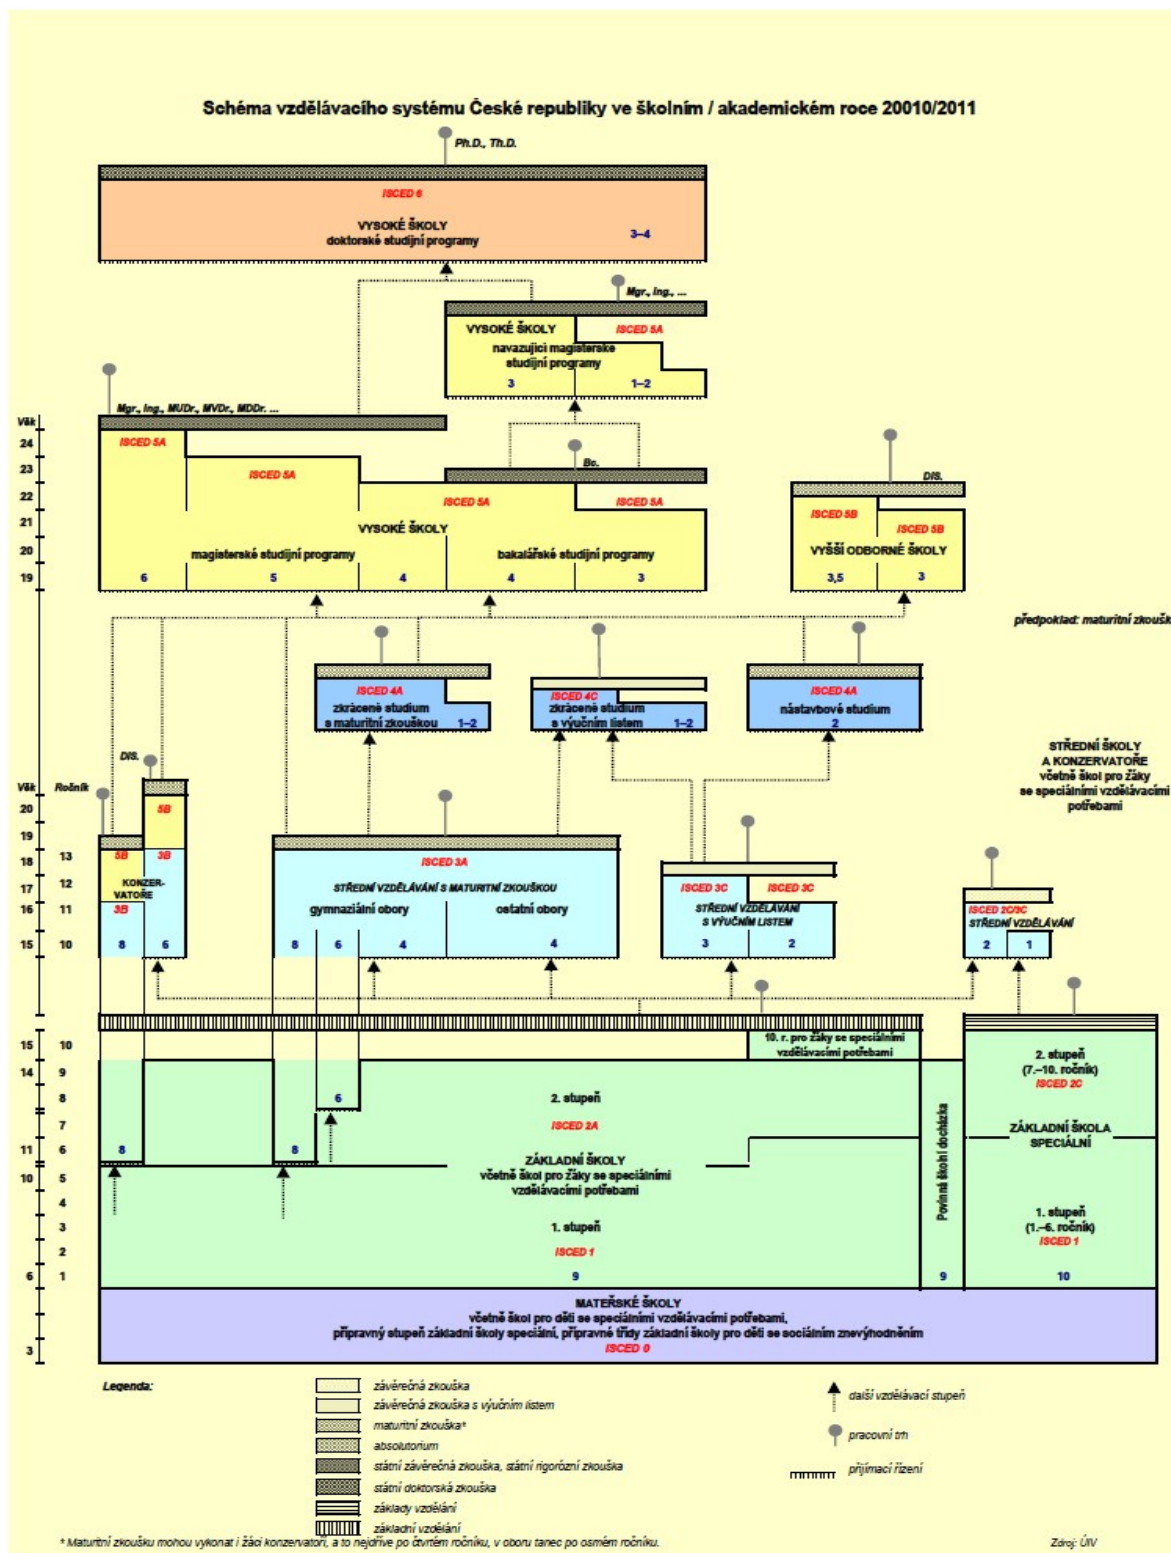 Schéma vzdělávacího systému České republiky ve školním / akademickém roce 20010/2011
Ph.D., Th.D.
ISCED 6
VYSOKÉ ŠKOLY
doktorské studijní programy
3–4
Mgr., Ing., ...
VYSOKÉ ŠKOLY
ISCED 5A
navazující magisterské
studijní programy
3
1–2
Mgr., Ing., MUDr., MVDr., MDDr. ...
Věk
24
ISCED 5A
23
ISCED 5A
Bc.
22
ISCED 5A
ISCED 5A
21
VYSOKÉ ŠKOLY
20
magisterské studijní programy
bakalářské studijní programy
19
6
5
4
4
3
DiS.
ISCED 5B
ISCED 5B
VYŠŠÍ ODBORNÉ ŠKOLY
3,5
3
předpoklad: maturitní zkoušk
ISCED 4A
zkrácené studium
s maturitní zkouškou
1–2
ISCED 4C
zkrácené studium
s výučním listem
1–2
ISCED 4A
nástavbové studium
2
STŘEDNÍ ŠKOLY
A KONZERVATOŘE
včetně škol pro žáky
se speciálními vzdělávacími
potřebami
DiS.
Věk
Ročník
20
5B
19
18
13
5B
3B
17
12
KONZER-
VATOŘE
16
11
3B
15
10
8
6
ISCED 3A
STŘEDNÍ VZDĚLÁVÁNÍ S MATURITNÍ ZKOUŠKOU
gymnaziální obory
ostatní obory
8
6
4
4
ISCED 3C
ISCED 3C
STŘEDNÍ VZDĚLÁVÁNÍ
S VÝUČNÍM LISTEM
3
2
ISCED 2C/3C
STŘEDNÍ VZDĚLÁVÁNÍ
2
1
15
10
10. r. pro žáky se speciálními
vzdělávacími potřebami
14
9
8
6
2. stupeň
7
ISCED 2A
11
6
8
8
ZÁKLADNÍ ŠKOLY
10
5
včetně škol pro žáky se speciálními
vzdělávacími potřebami
4
3
1. stupeň
2
ISCED 1
6
1
9
Povinná školní docházka
9
2. stupeň
(7.–10. ročník)
ISCED 2C
ZÁKLADNÍ ŠKOLA
SPECIÁLNÍ
1. stupeň
(1.–6. ročník)
ISCED 1
10
MATEŘSKÉ ŠKOLY
včetně škol pro děti se speciálními vzdělávacími potřebami,
přípravný stupeň základní školy speciální, přípravné třídy základní školy pro děti se sociálním znevýhodněním
3
ISCED 0
Legenda:
závěrečná zkouška
závěrečná zkouška s výučním listem
maturitní zkouška*
absolutorium
státní závěrečná zkouška, státní rigorózní zkouška
státní doktorská zkouška
základy vzdělání
základní vzdělání
další vzdělávací stupeň
pracovní trh
přijímací řízení
* Maturitní zkoušku mohou vykonat i žáci konzervatoří, a to nejdříve po čtvrtém ročníku, v oboru tanec po osmém ročníku.
Zdroj: ÚIV